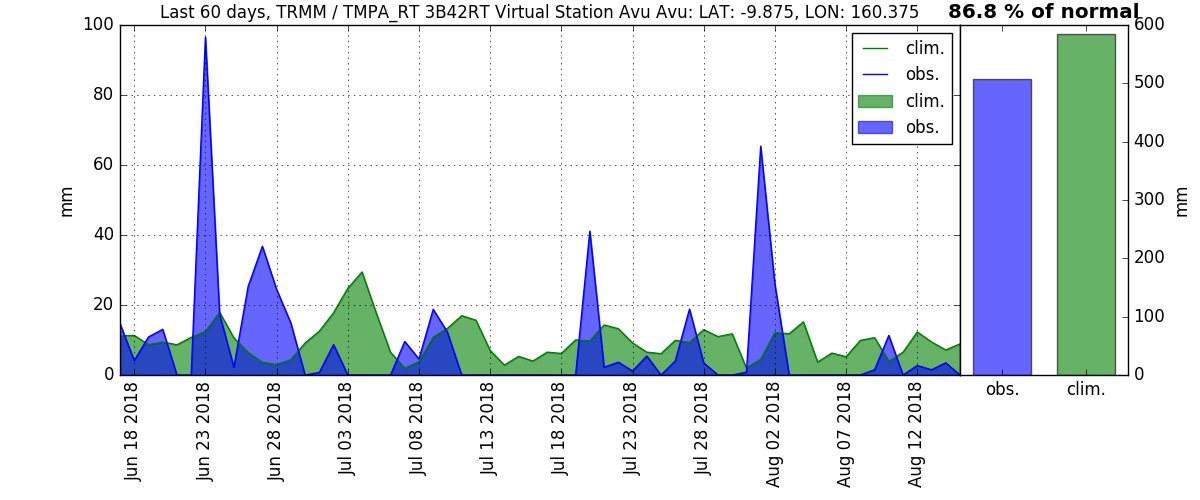 Last 60 days, TRMM / TMPA_RT 3B42RT Virtual Station Avu Avu: LAT: -9.875, LON: 160.375
86.8 % of normal
100
80
60
40
20
0
mm
clim.
obs.
clim.
obs.
Jun 18 2018
Jun 23 2018
Jun 28 2018
Jul 03 2018
Jul 08 2018
Jul 13 2018
Jul 18 2018
Jul 23 2018
Jul 28 2018
Aug 02 2018
Aug 07 2018
Aug 12 2018
600
500
400
300
200
100
0
mm
obs.
clim.